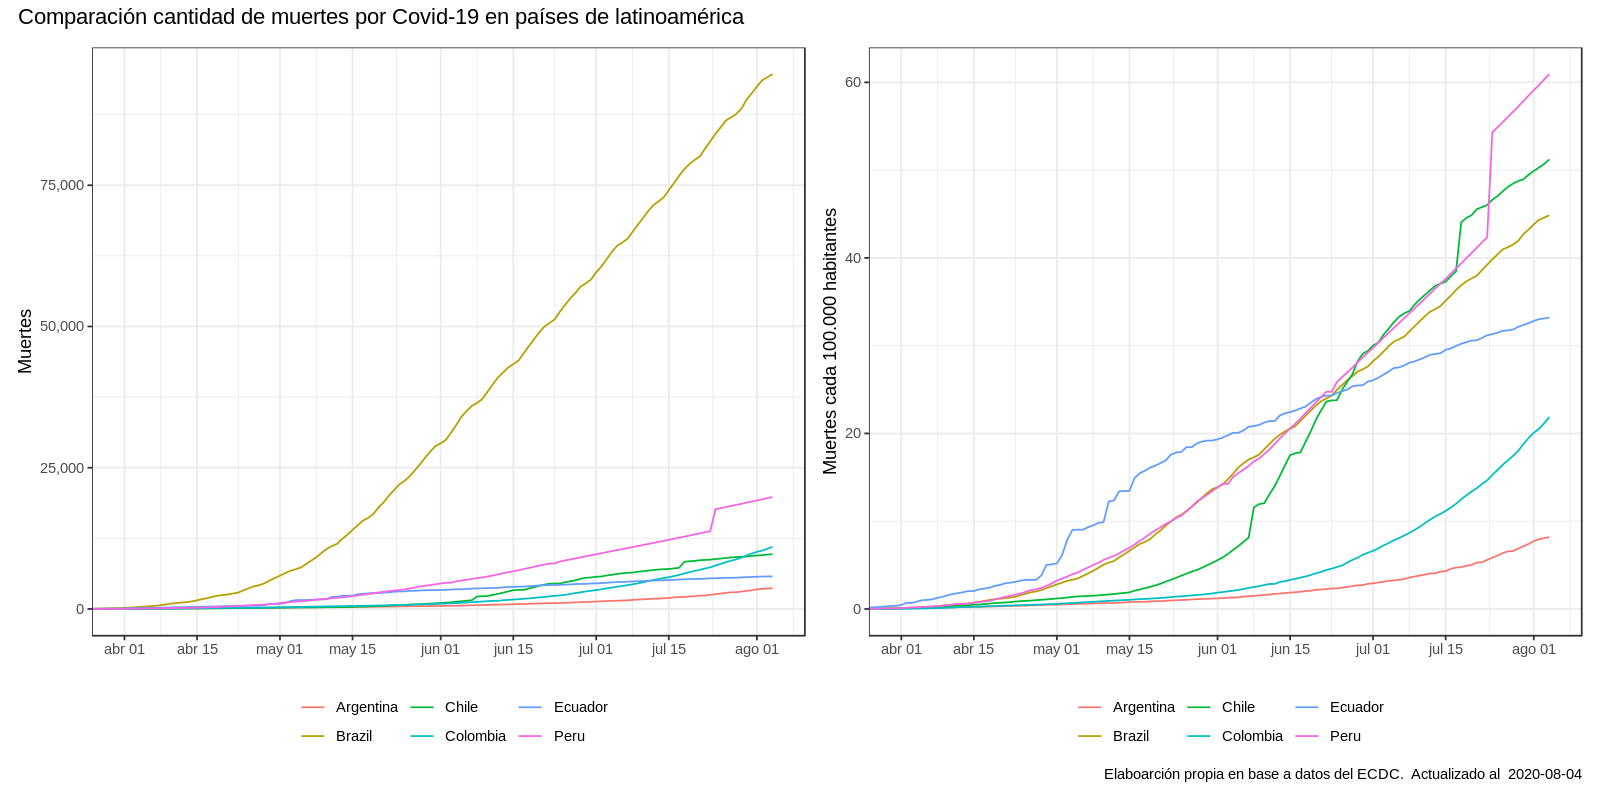 Comparación cantidad de muertes por Covid-19 en países de latinoamérica
Muertes
75,000
50,000
25,000
0
abr 01 abr 15 may 01 may 15 jun 01 jun 15 jul 01 jul 15 ago 01
Argentina Chile Ecuador
Brazil Colombia Peru
Muertes cada 100.000 habitantes
60
40
20
0
abr 01 abr 15 may 01 may 15 jun 01 jun 15 jul 01 jul 15 ago 01
Argentina Chile Ecuador
Brazil Colombia Peru
Elaboarción propia en base a datos del ECDC.  Actualizado al  2020-08-04